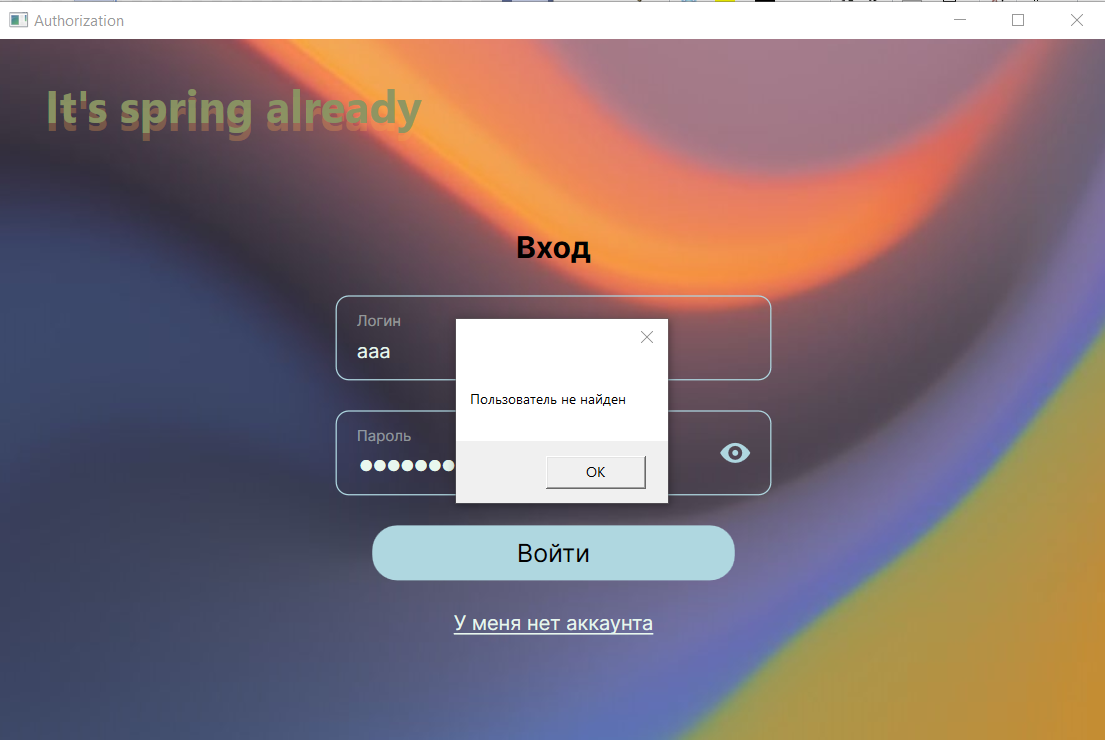 Authorization
It's spring already
Вход
Логин
aaa
Пользователь не найден
Пароль
OK
Войти
У меня нет аккаунта